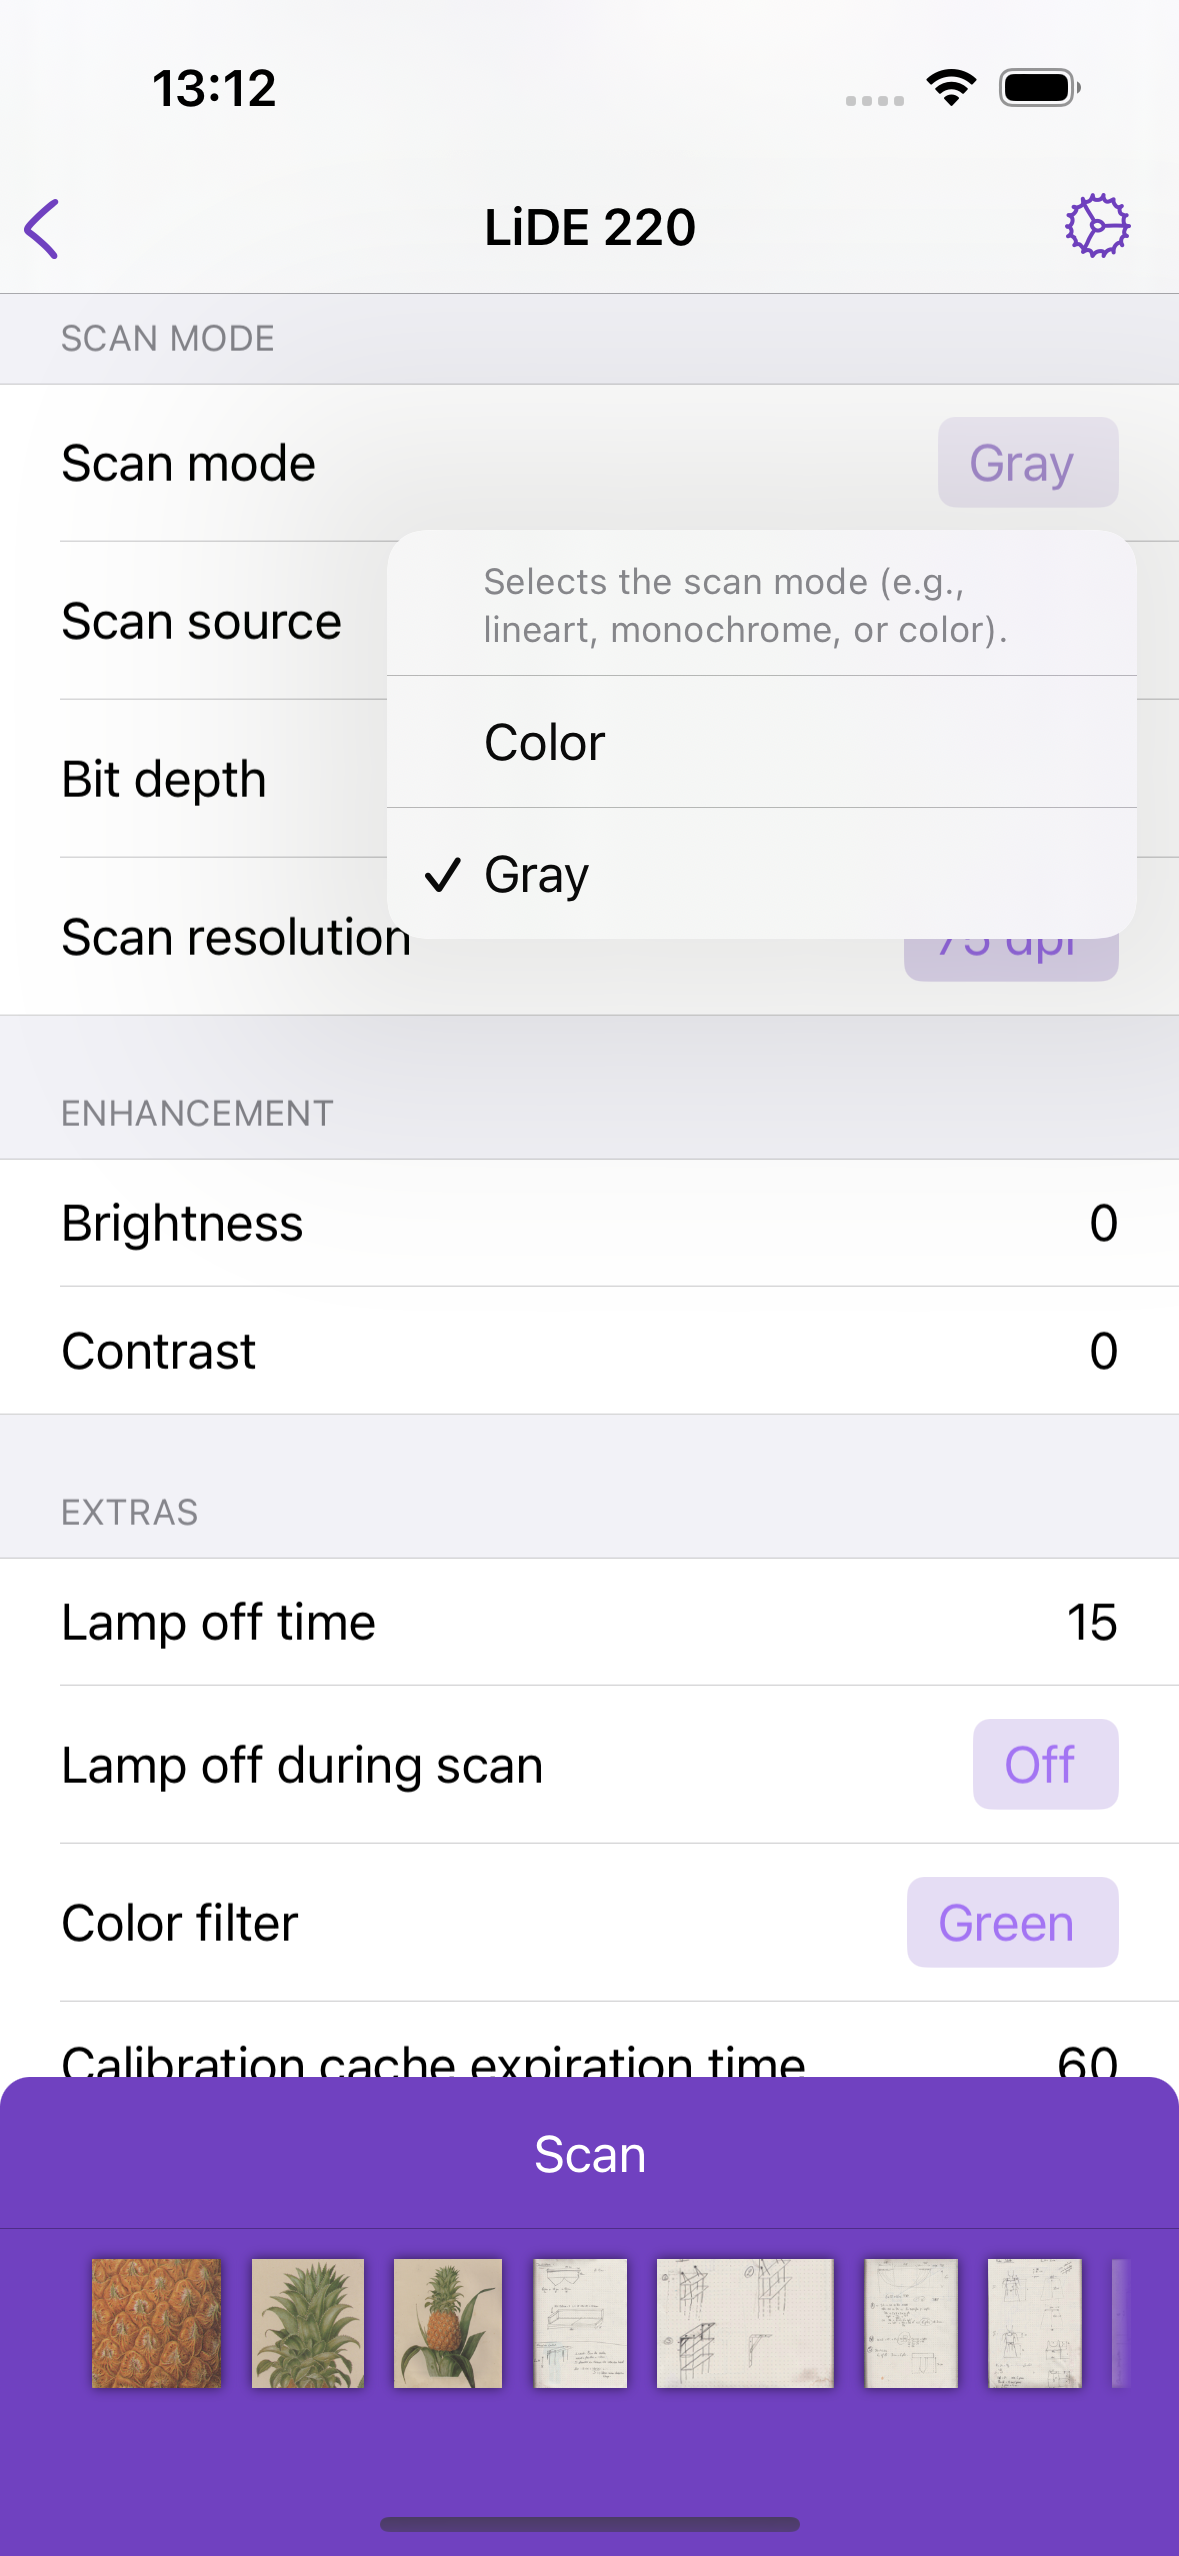 13:12
LiDE 220
SCAN MODE
Scan mode
Gray
Selects the scan mode (e.g.,
lineart, monochrome, or color).
Scan source
Color
Bit depth
Gray
Scan resolution
75 dpi
ENHANCEMENT
Brightness
0
Contrast
0
EXTRAS
Lamp off time
15
Lamp off during scan
Off
Color filter
Green
Calibration cache expiration time
60
Scan